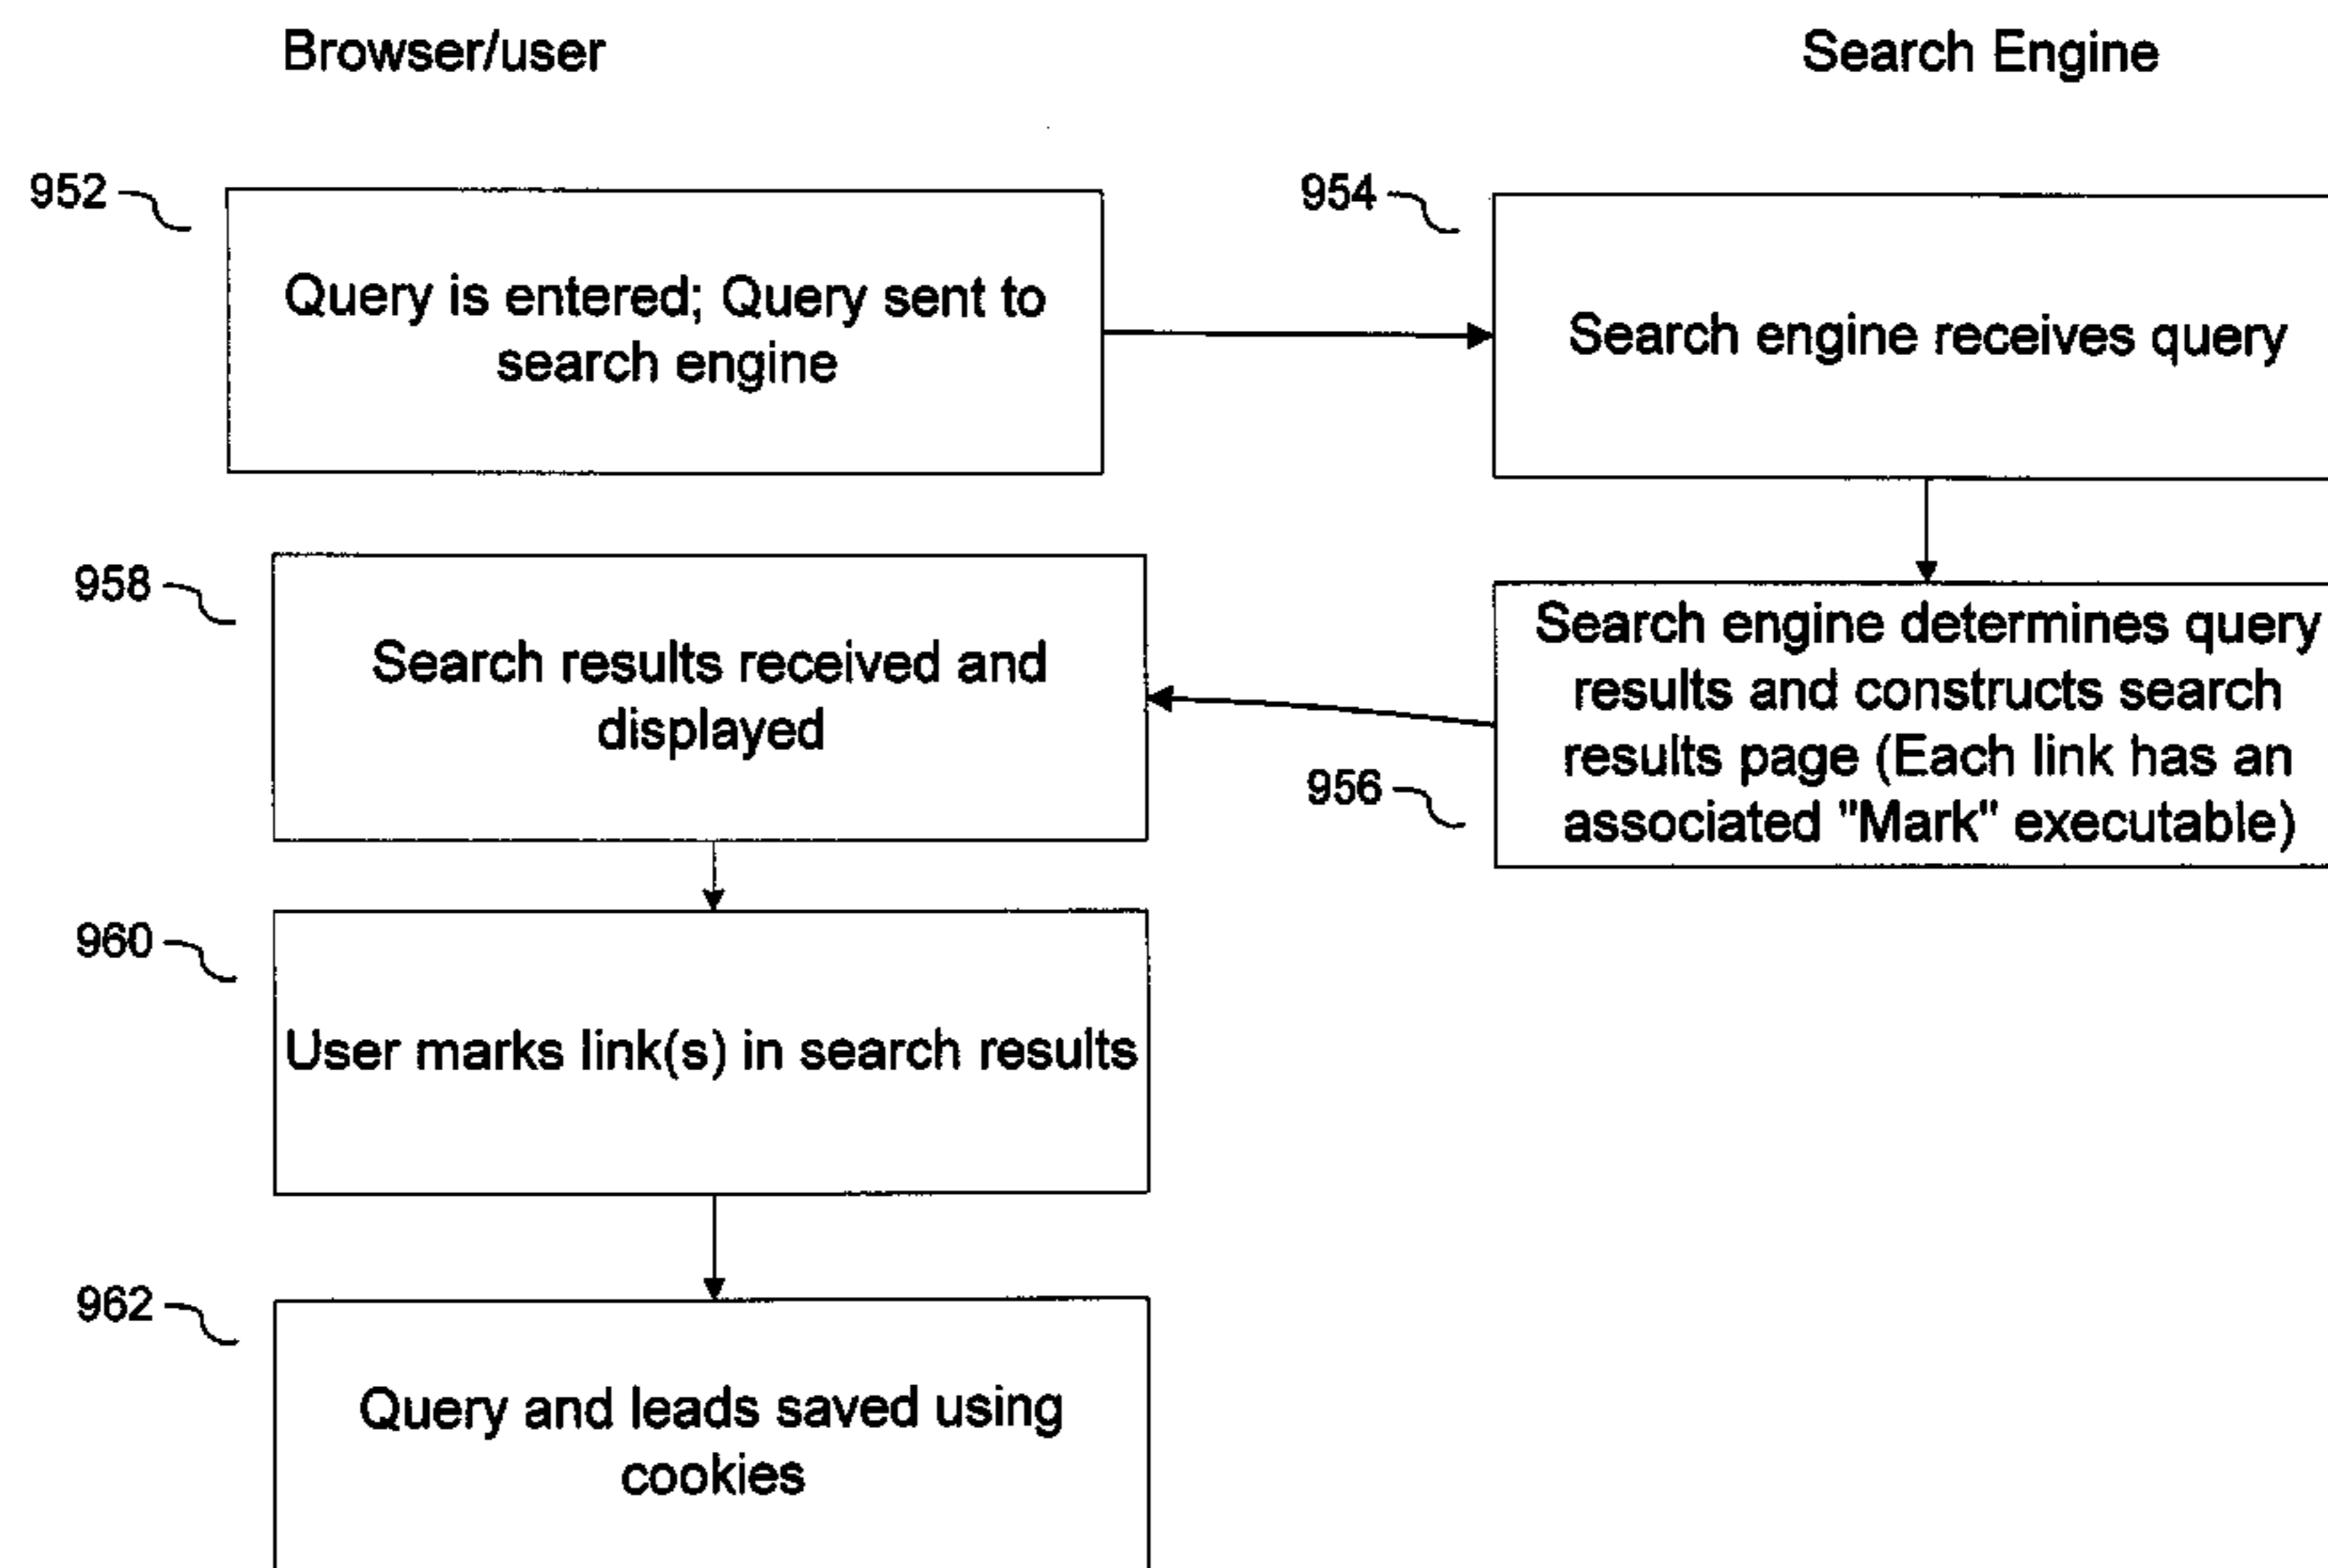 Browser/user
Search Engine
952
Query is entered; Query sent to
search engine
954
Search engine receives query
956
Search engine determines query
results and constructs search
results page (Each link has an
associated "Mark" executable)
958
Search results received and
displayed
960
User marks link(s) in search results
962
Query and leads saved using
cookies